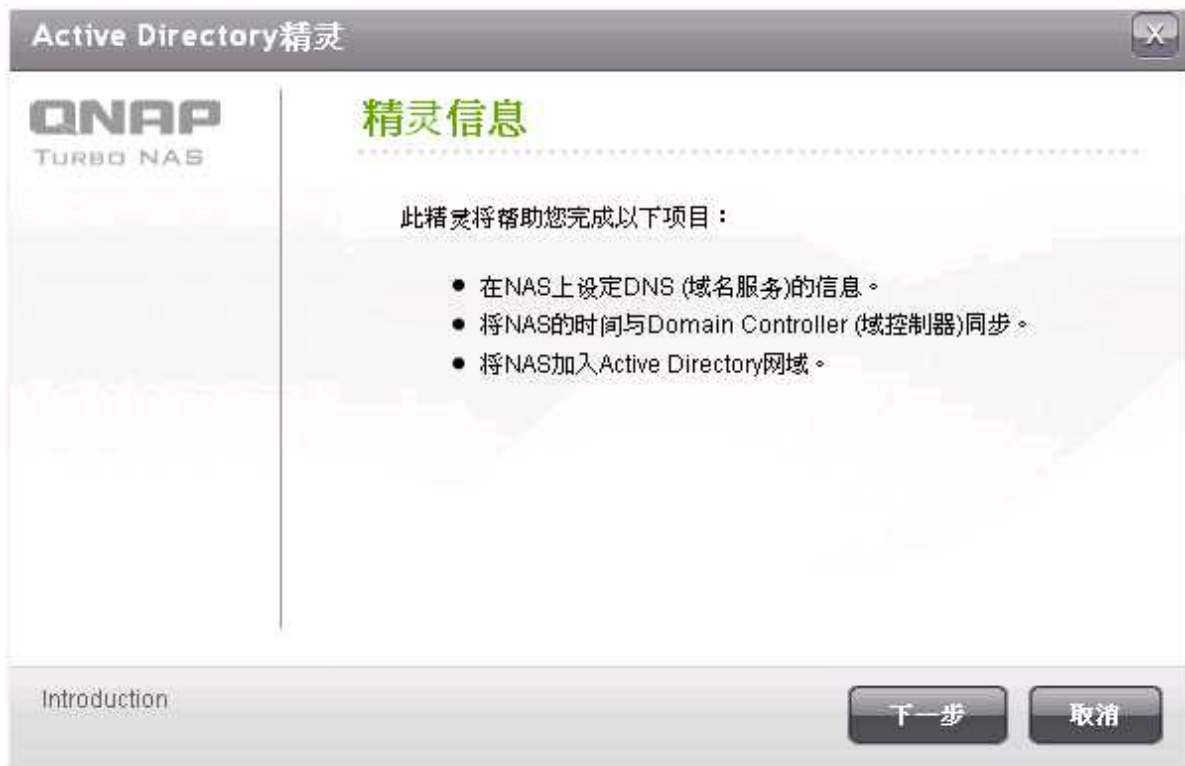 Active Directory精灵
X
QNAP
TURBO NAS
精灵信息
此精灵将帮助您完成以下项目：
● 在NAS上设定DNS (域名服务)的信息。
● 将NAS的时间与Domain Controller (域控制器)同步。
● 将NAS加入Active Directory网域。
Introduction
下一步
取消